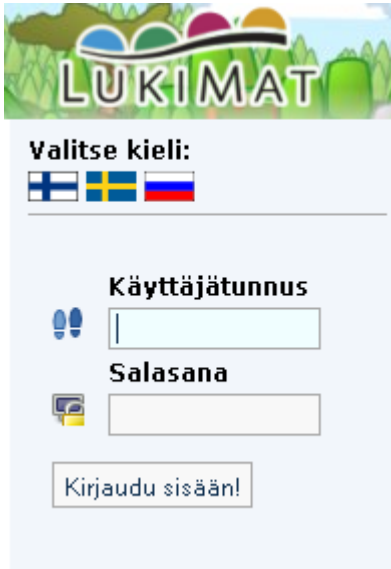 LUKIMAT
Valitse kieli:
Käyttäjätunnus
Salasana
Kirjaudu sisään!